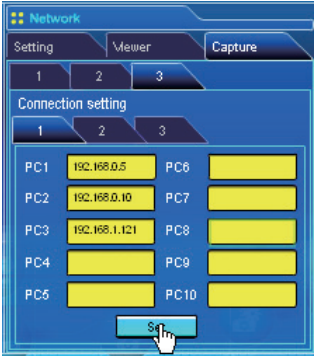 Network
Setting Viewer Capture
1 2 3
Connection setting
1 2 3
PC1 192.168.0.5 PC6
PC2 192.168.0.10 PC7
PC3 192.168.1.121 PC8
PC4 PC9
PC5 PC10